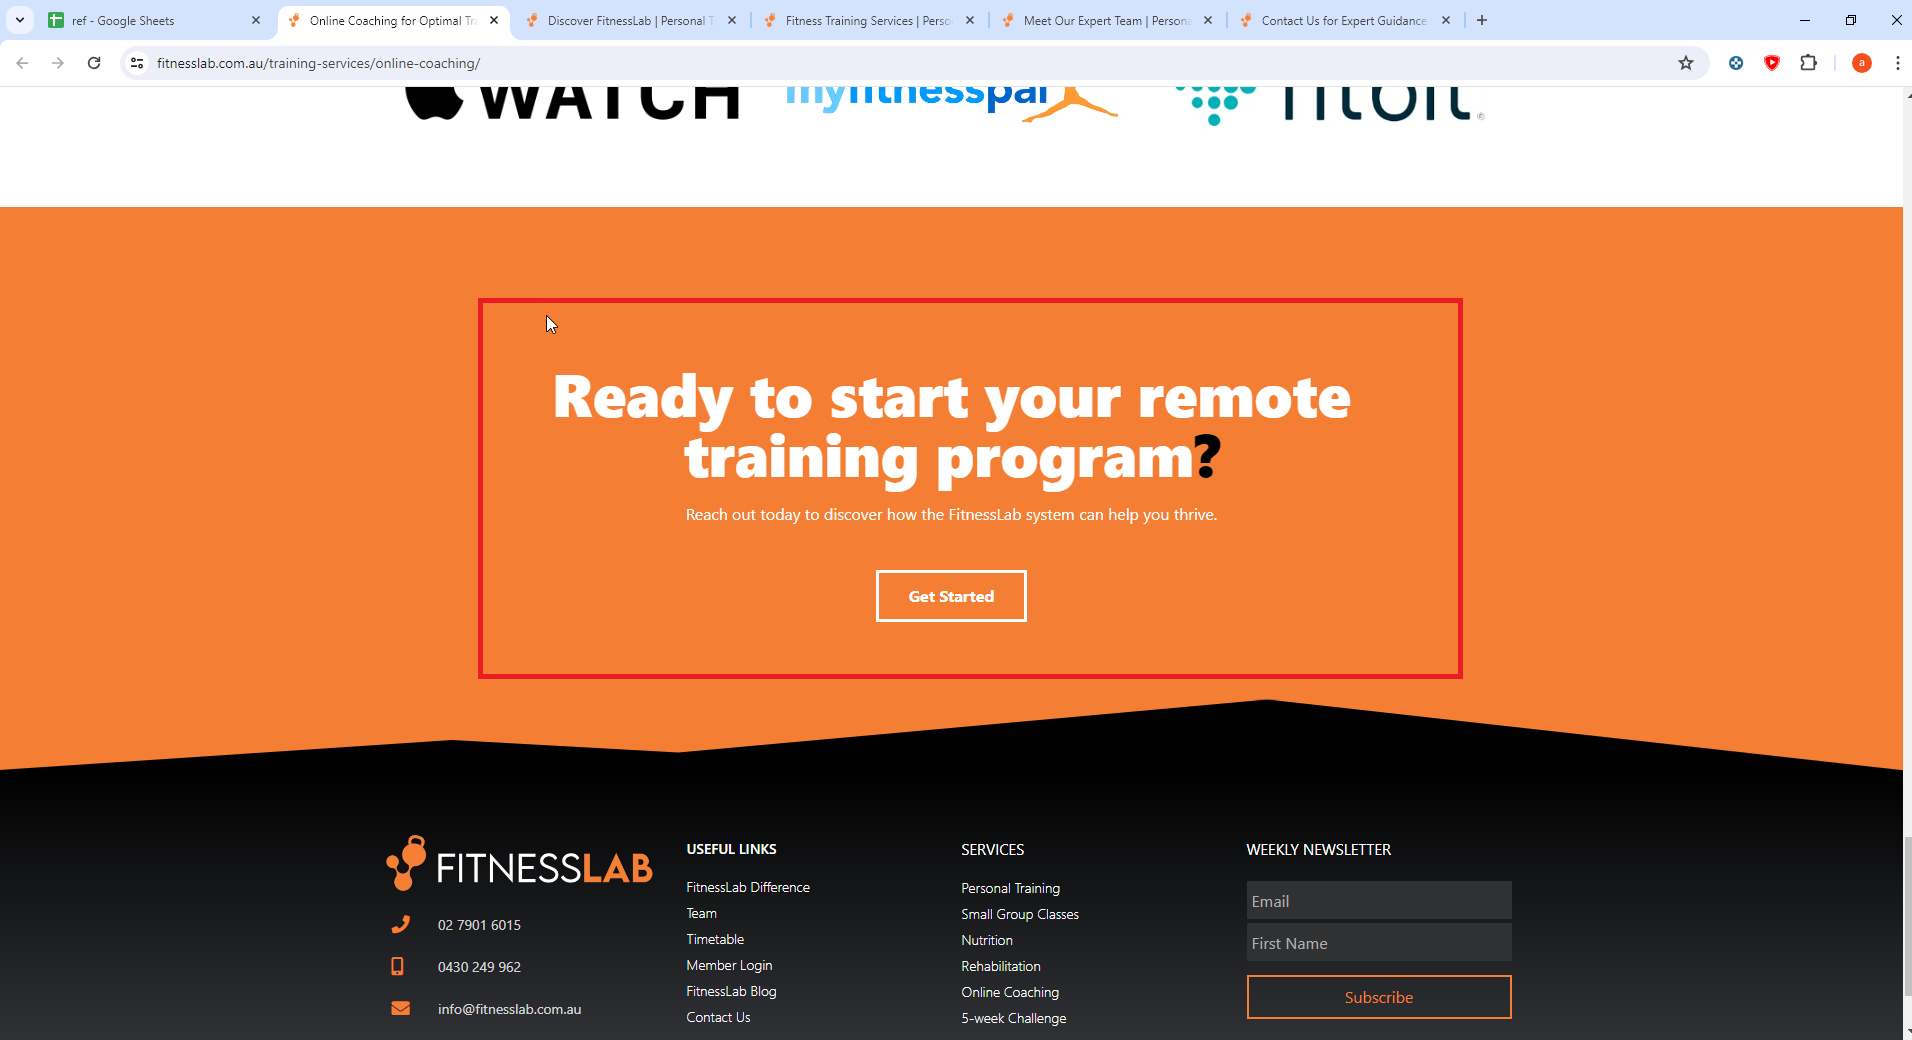 ref - Google Sheets
Online Coaching for Optimal Tra
Discover FitnessLab | Personal T
Fitness Training Services | Perso
Meet Our Expert Team | Persona
Contact Us for Expert Guidance
fitnesslab.com.au/training-services/online-coaching/
a
WATCH
myfitnesspal
fitbit
Ready to start your remote
training program?
Reach out today to discover how the FitnessLab system can help you thrive.
Get Started
FITNESSLAB
02 7901 6015
0430 249 962
info@fitnesslab.com.au
USEFUL LINKS
FitnessLab Difference
Team
Timetable
Member Login
FitnessLab Blog
Contact Us
SERVICES
Personal Training
Small Group Classes
Nutrition
Rehabilitation
Online Coaching
5-week Challenge
WEEKLY NEWSLETTER
Email
First Name
Subscribe